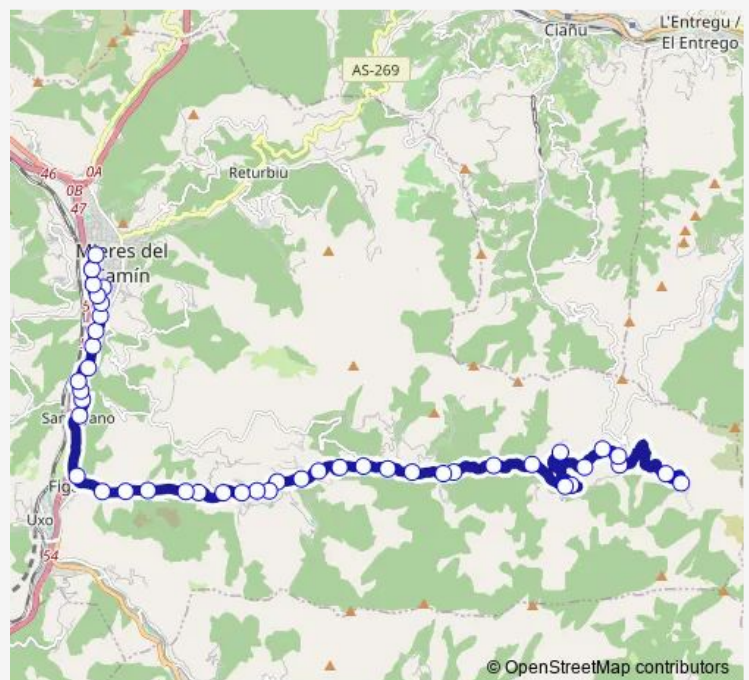 L'Entregu /
El Entrego
Ciañu
AS-269
46
0A
0B
47
Returbiu
Mieres del
Camín
Uxo
54
© OpenStreetMap contributors